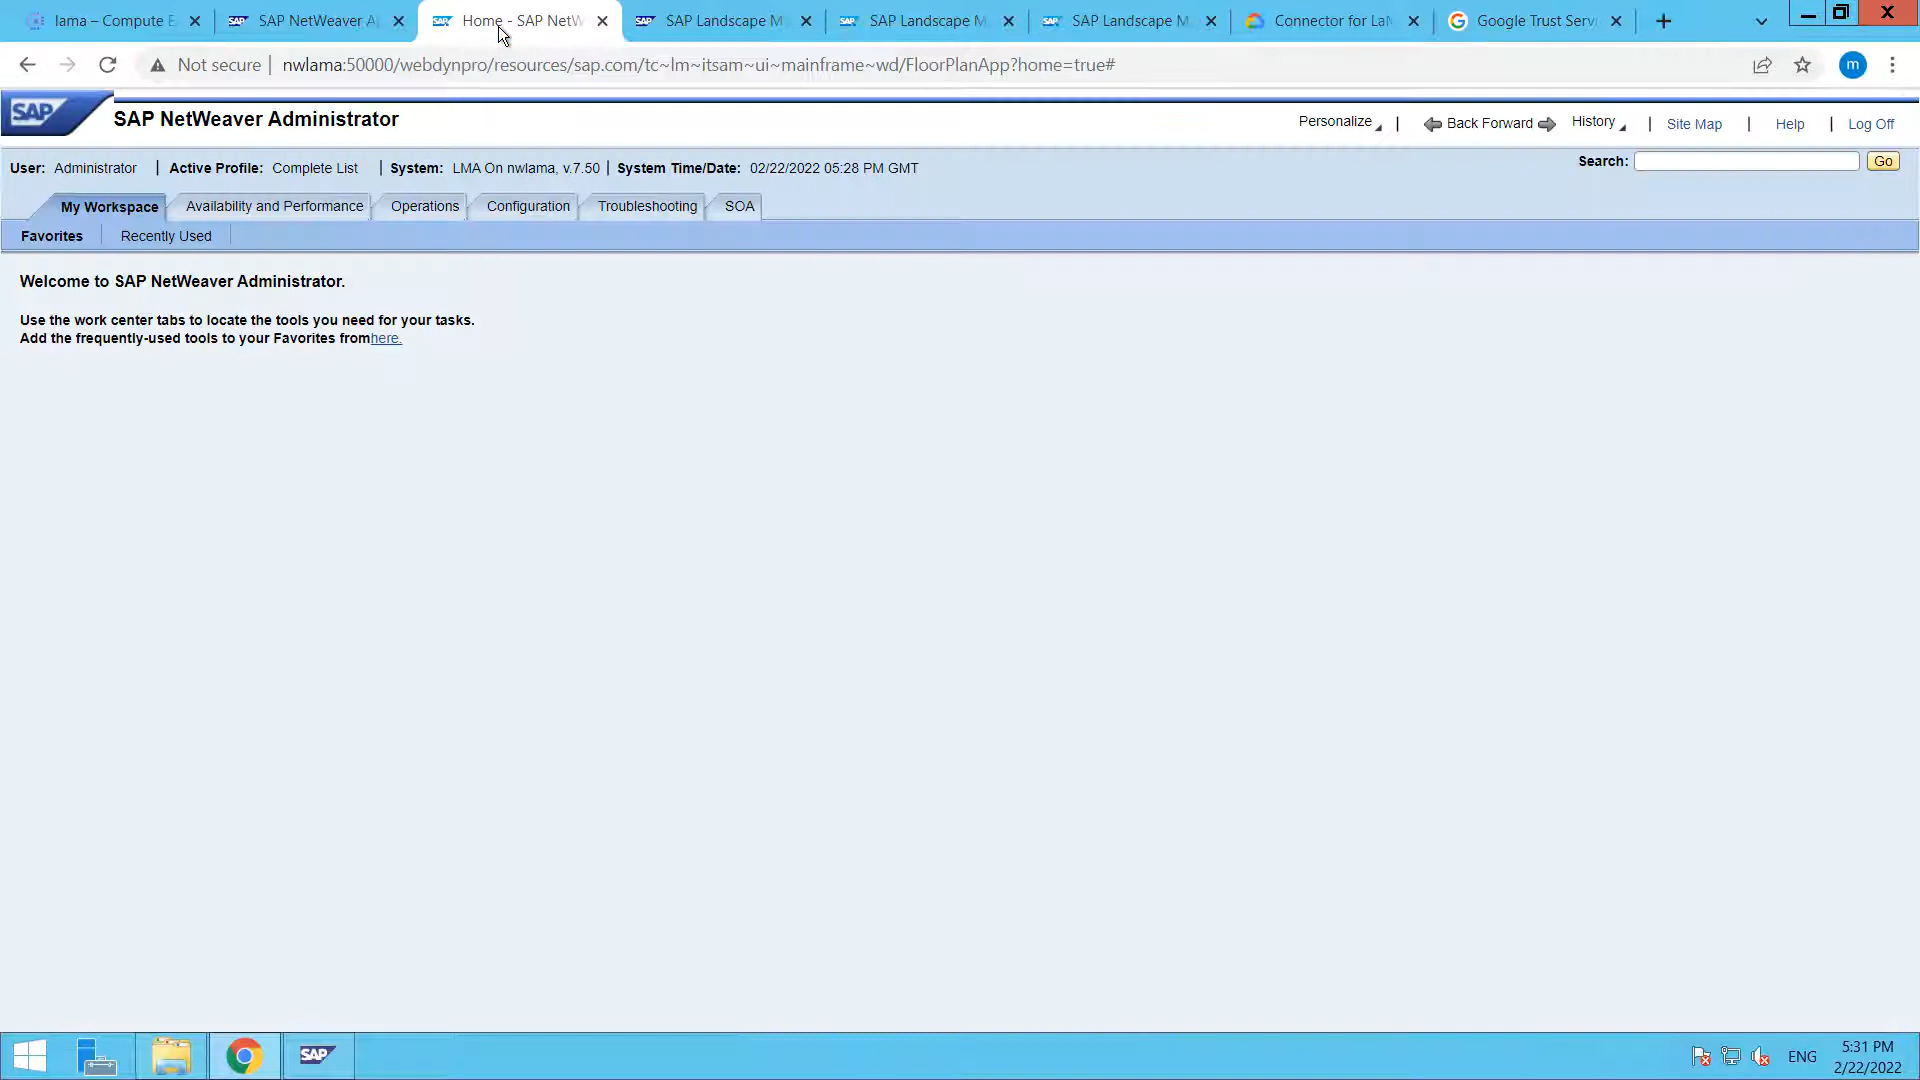 lama – Compute E
SAP NetWeaver A
Home - SAP NetW
SAP Landscape M
SAP Landscape M
SAP Landscape M
Connector for LaM
Google Trust Servi
Not secure
nwlama:50000/webdynpro/resources/sap.com/tc~lm~itsam~ui~mainframe~wd/FloorPlanApp?home=true#
m
SAP
SAP NetWeaver Administrator
Personalize
Back Forward
History
Site Map
Help
Log Off
User: Administrator
Active Profile: Complete List
System: LMA On nwlama, v.7.50
System Time/Date: 02/22/2022 05:28 PM GMT
Search:
Go
My Workspace
Availability and Performance
Operations
Configuration
Troubleshooting
SOA
Favorites
Recently Used
Welcome to SAP NetWeaver Administrator.
Use the work center tabs to locate the tools you need for your tasks.
Add the frequently-used tools to your Favorites fromhere.
SAP
ENG
5:31 PM
2/22/2022